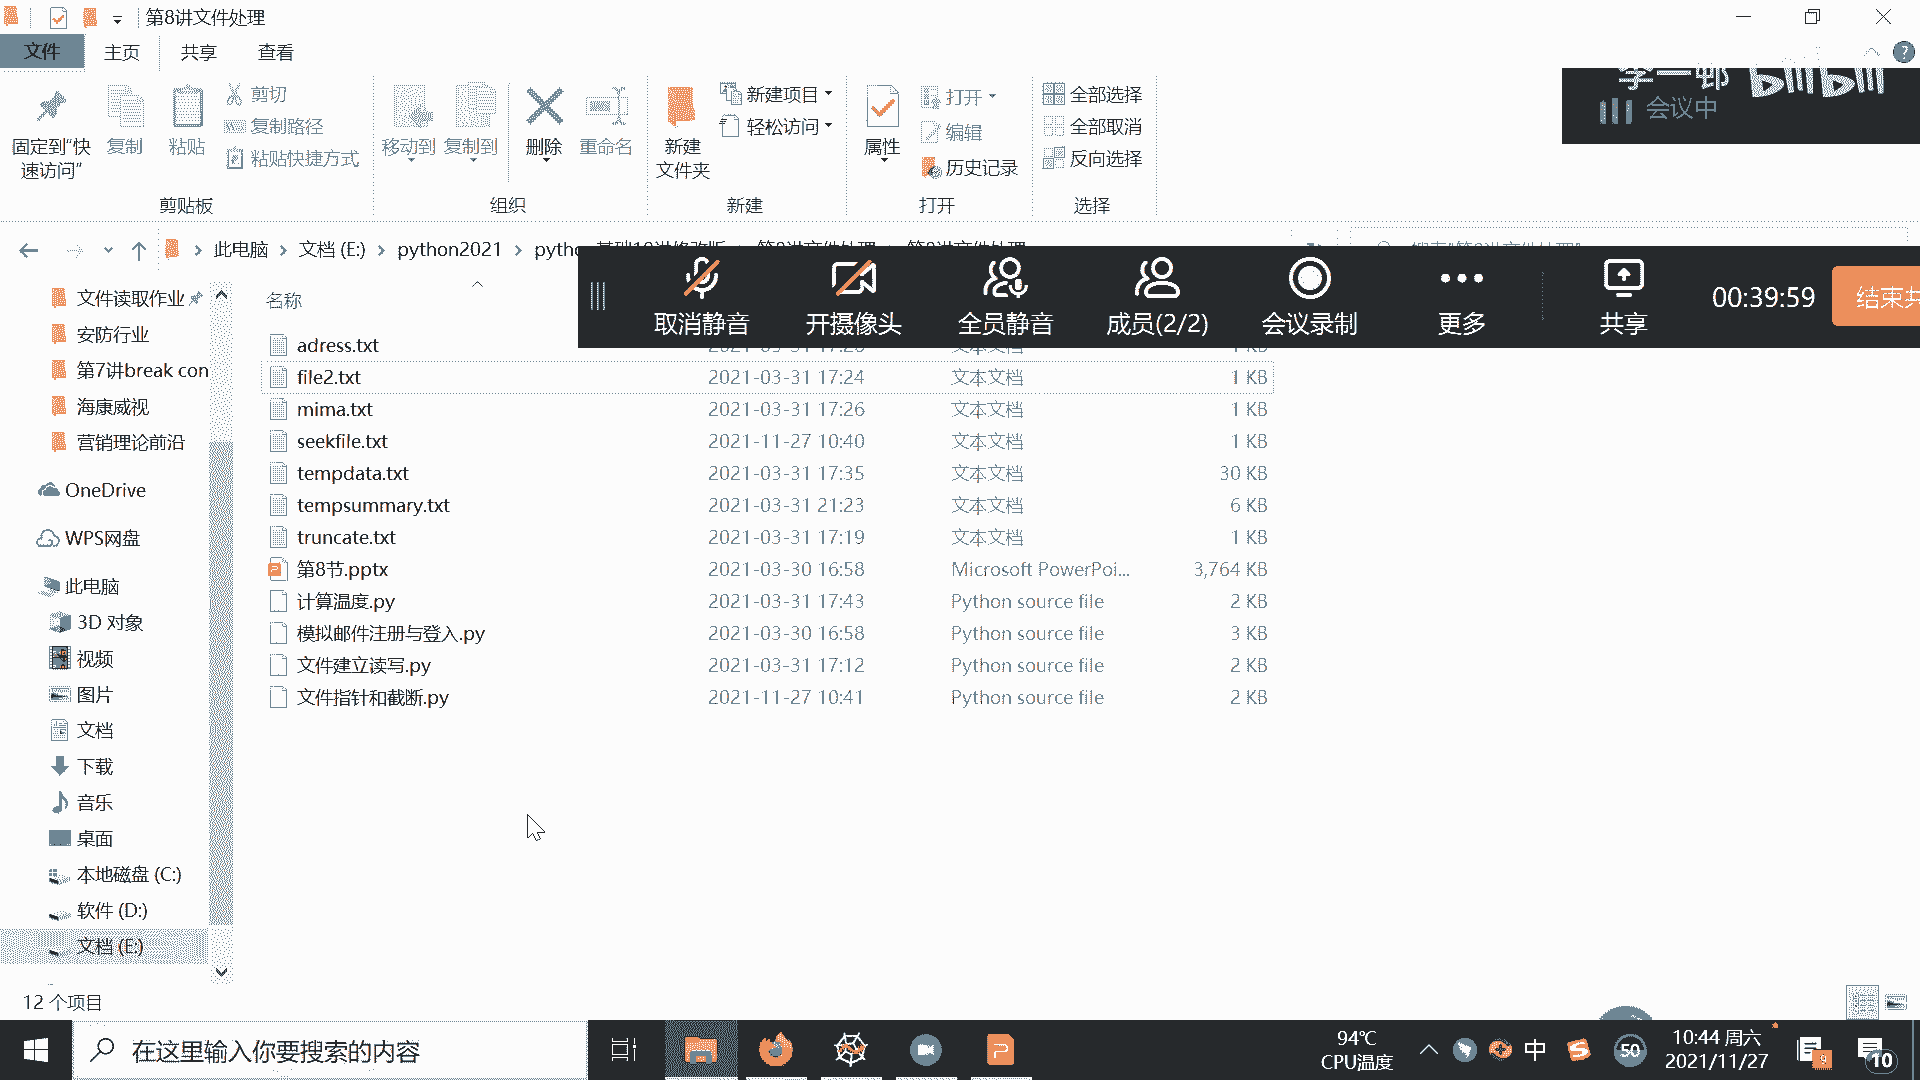 第8讲文件处理
文件 主页 共享 查看
李一邨 bilibili
会议中
固定到"快速访问"
复制
粘贴
剪切
复制路径
粘贴快捷方式
剪贴板
移动到 复制到 删除 重命名
组织
新建文件夹
新建项目
轻松访问
新建
属性
打开
编辑
历史记录
打开
全部选择
全部取消
反向选择
选择
此电脑 文档 (E:) python2021
取消静音 开摄像头 全员静音 成员(2/2) 会议录制 更多 共享 00:39:59
文件读取作业
安防行业
第7讲break con
海康威视
营销理论前沿
OneDrive
WPS网盘
此电脑
3D 对象
视频
图片
文档
下载
音乐
桌面
本地磁盘 (C:)
软件 (D:)
文档 (E:)
名称
adress.txt
file2.txt 2021-03-31 17:24 文本文档 1 KB
mima.txt 2021-03-31 17:26 文本文档 1 KB
seekfile.txt 2021-11-27 10:40 文本文档 1 KB
tempdata.txt 2021-03-31 17:35 文本文档 30 KB
tempsummary.txt 2021-03-31 21:23 文本文档 6 KB
truncate.txt 2021-03-31 17:19 文本文档 1 KB
第8节.pptx 2021-03-30 16:58 Microsoft PowerPoi... 3,764 KB
计算温度.py 2021-03-31 17:43 Python source file 2 KB
模拟邮件注册与登入.py 2021-03-30 16:58 Python source file 3 KB
文件建立读写.py 2021-03-31 17:12 Python source file 2 KB
文件指针和截断.py 2021-11-27 10:41 Python source file 2 KB
12 个项目
在这里输入你要搜索的内容
94℃
CPU温度
中
50
10:44 周六
2021/11/27
9
10